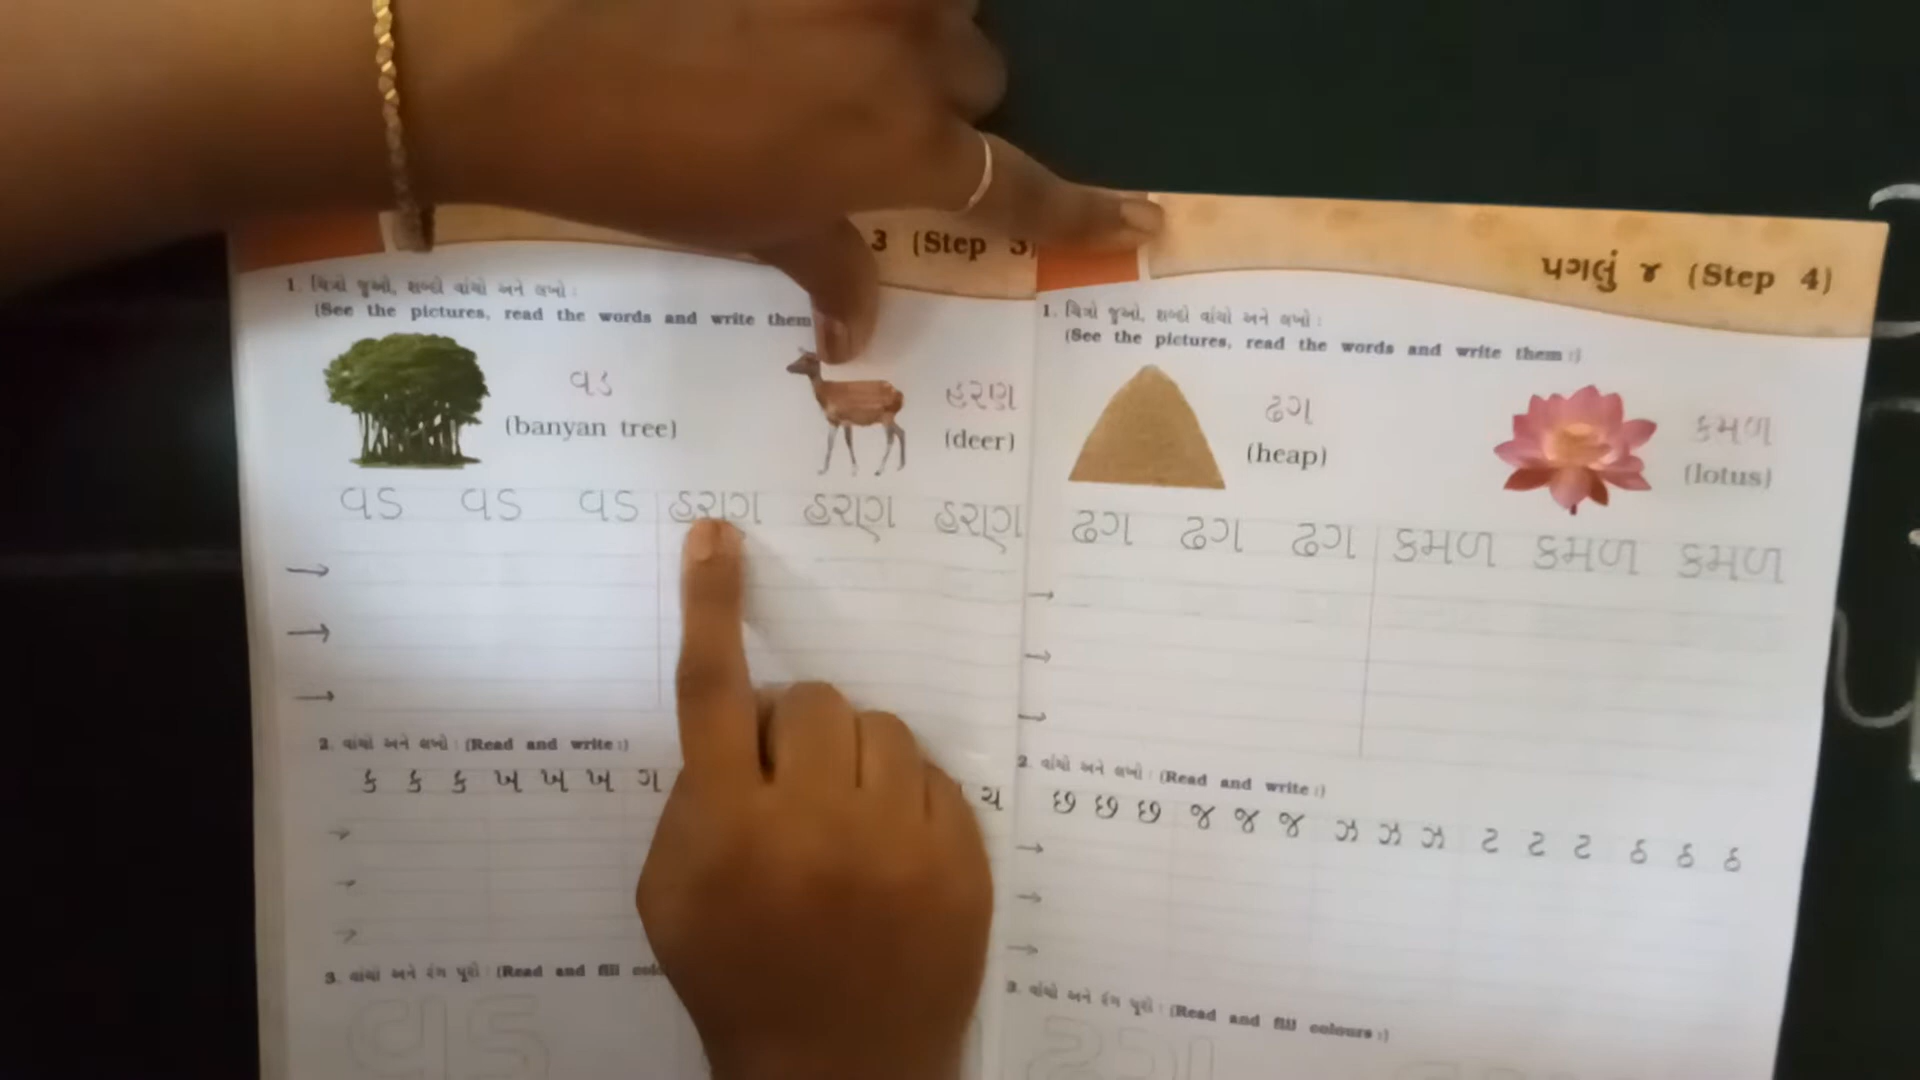 3 (Step 3)
1. ચિત્રો જુઓ, શબ્દો વાંચો અને લખો :
(See the pictures, read the words and write them
વડ
(banyan tree)
હરણ
(deer)
વડ વડ વડ હરણ હરણ હરણ
2. વાંચો અને લખો : (Read and write :)
ક ક ક ખ ખ ખ ગ
ચ
3. વાંચો અને રંગ પૂરો : (Read and fill
વડ
પગલું ૪ (Step 4)
1. ચિત્રો જુઓ, શબ્દો વાંચો અને લખો :
(See the pictures, read the words and write them :)
ઢગ
(heap)
કમળ
(lotus)
ઢગ ઢગ ઢગ કમળ કમળ કમળ
2. વાંચો અને લખો : (Read and write :)
છ છ છ જ જ જ ઝ ઝ ઝ ટ ટ ટ ઠ ઠ ઠ
3. વાંચો અને રંગ પૂરો : (Read and fill colours :)